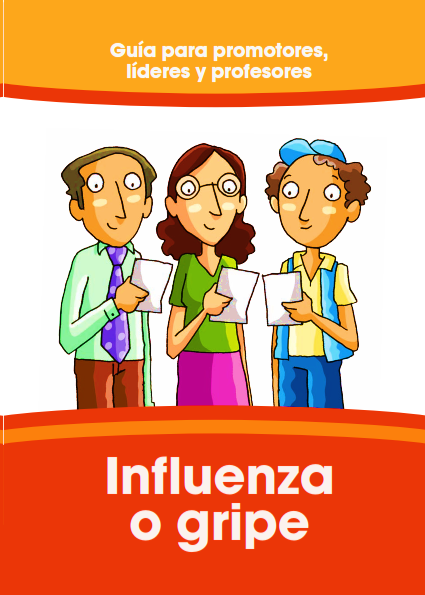 Guía para promotores,
líderes y profesores
Influenza
o gripe